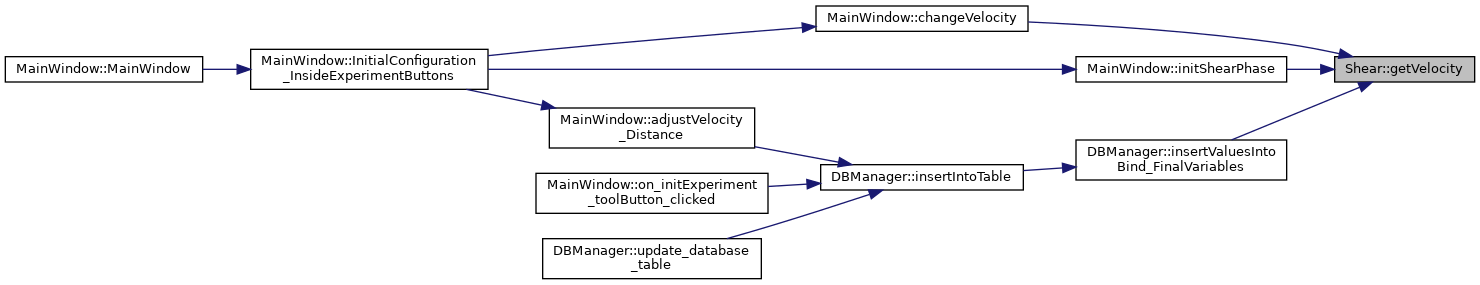 MainWindow::changeVelocity
MainWindow::MainWindow
MainWindow::InitialConfiguration
_InsideExperimentButtons
MainWindow::initShearPhase
Shear::getVelocity
MainWindow::adjustVelocity
_Distance
DBManager::insertValuesInto
Bind_FinalVariables
DBManager::insertIntoTable
MainWindow::on_initExperiment
_toolButton_clicked
DBManager::update_database
_table